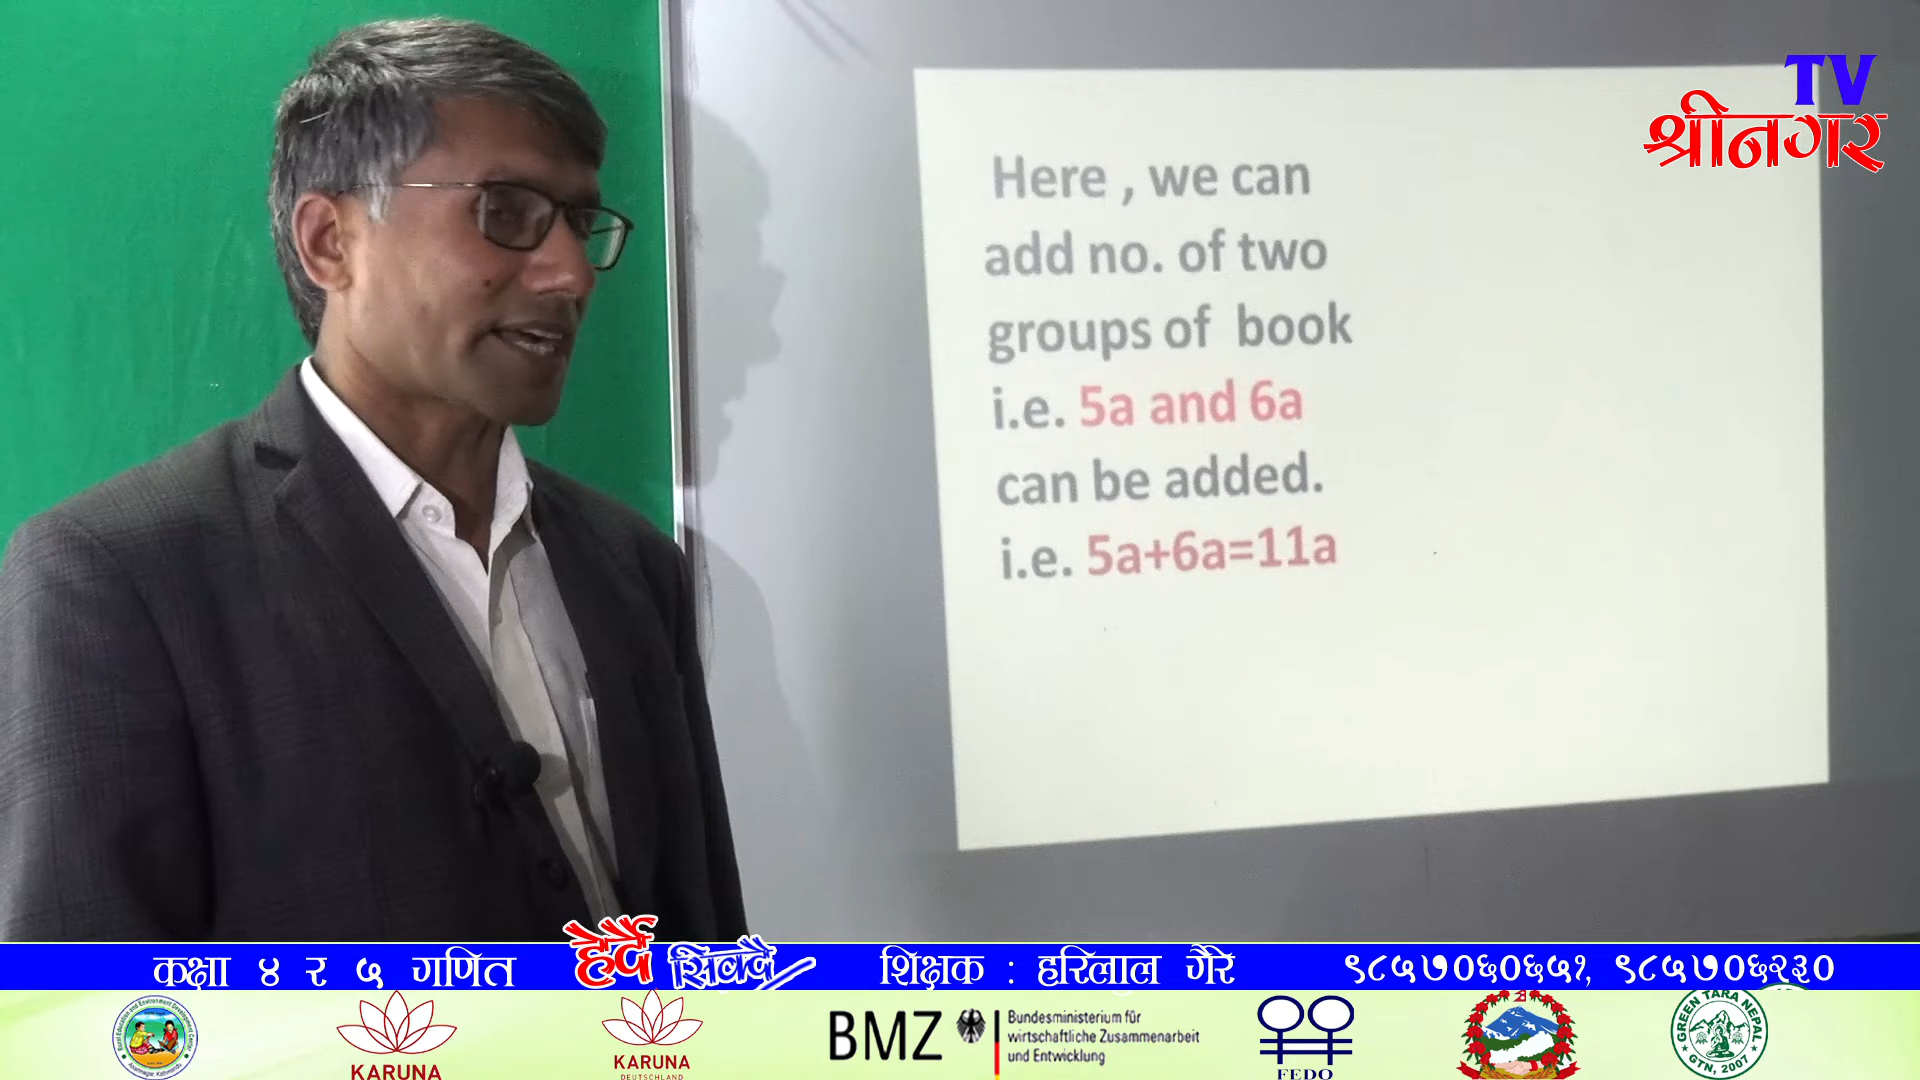 TV
श्रीनगर
Here , we can
add no. of two
groups of book
i.e. 5a and 6a
can be added.
i.e. 5a+6a=11a
कक्षा ४ र ५ गणित
हेर्दै सिक्दै
शिक्षक : हरिलाल गैरे
९८५७०६०६५१, ९८५७०६२२३०
KARUNA
KARUNA
DEUTSCHLAND
BMZ
Bundesministerium für
wirtschaftliche Zusammenarbeit
und Entwicklung
FEDO
GREEN TARA NEPAL
GTN, 2007